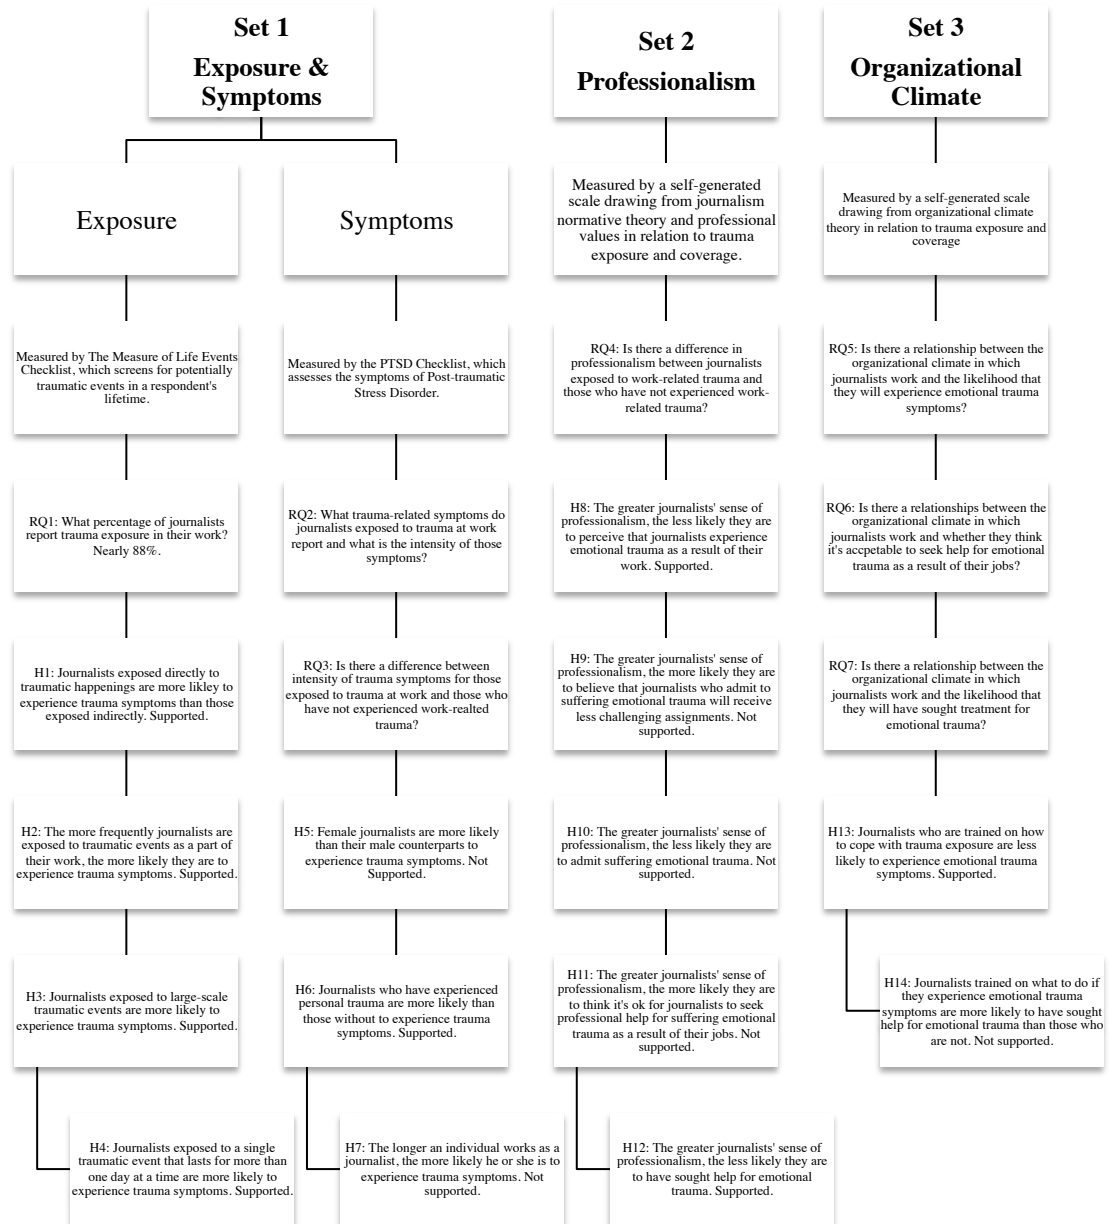 Set 1
Exposure &
Symptoms
Exposure
Measured by The Measure of Life Events
Checklist, which screens for potentially
traumatic events in a respondent's
lifetime.
RQ1: What percentage of journalists
report trauma exposure in their work?
Nearly 88%.
H1: Journalists exposed directly to
traumatic happenings are more likley to
experience trauma symptoms than those
exposed indirectly. Supported.
H2: The more frequently journalists are
exposed to traumatic events as a part of
their work, the more likely they are to
experience trauma symptoms. Supported.
H3: Journalists exposed to large-scale
traumatic events are more likely to
experience trauma symptoms. Supported.
H4: Journalists exposed to a single
traumatic event that lasts for more than
one day at a time are more likely to
experience trauma symptoms. Supported.
Symptoms
Measured by the PTSD Checklist, which
assesses the symptoms of Post-traumatic
Stress Disorder.
RQ2: What trauma-related symptoms do
journalists exposed to trauma at work
report and what is the intensity of those
symptoms?
RQ3: Is there a difference between
intensity of trauma symptoms for those
exposed to trauma at work and those who
have not experienced work-realted
trauma?
H5: Female journalists are more likely
than their male counterparts to
experience trauma symptoms. Not
Supported.
H6: Journalists who have experienced
personal trauma are more likely than
those without to experience trauma
symptoms. Supported.
H7: The longer an individual works as a
journalist, the more likely he or she is to
experience trauma symptoms. Not
supported.
Set 2
Professionalism
Measured by a self-generated
scale drawing from journalism
normative theory and professional
values in relation to trauma
exposure and coverage.
RQ4: Is there a difference in
professionalism between journalists
exposed to work-related trauma and
those who have not experienced work-
related trauma?
H8: The greater journalists' sense of
professionalism, the less likely they are
to perceive that journalists experience
emotional trauma as a result of their
work. Supported.
H9: The greater journalists' sense of
professionalism, the more likely they are
to believe that journalists who admit to
suffering emotional trauma will receive
less challenging assignments. Not
supported.
H10: The greater journalists' sense of
professionalism, the less likely they are
to admit suffering emotional trauma. Not
supported.
H11: The greater journalists' sense of
professionalism, the more likely they are
to think it's ok for journalists to seek
professional help for suffering emotional
trauma as a result of their jobs. Not
supported.
H12: The greater journalists' sense of
professionalism, the less likely they are
to have sought help for emotional
trauma. Supported.
Set 3
Organizational
Climate
Measured by a self-generated scale
drawing from organizational climate
theory in relation to trauma exposure and
coverage
RQ5: Is there a relationship between the
organizational climate in which
journalists work and the likelihood that
they will experience emotional trauma
symptoms?
RQ6: Is there a relationships between the
organizational climate in which
journalists work and whether they think
it's accpetable to seek help for emotional
trauma as a result of their jobs?
RQ7: Is there a relationship between the
organizational climate in which
journalists work and the likelihood that
they will have sought treatment for
emotional trauma?
H13: Journalists who are trained on how
to cope with trauma exposure are less
likely to experience emotional trauma
symptoms. Supported.
H14: Journalists trained on what to do if
they experience emotional trauma
symptoms are more likely to have sought
help for emotional trauma than those who
are not. Not supported.